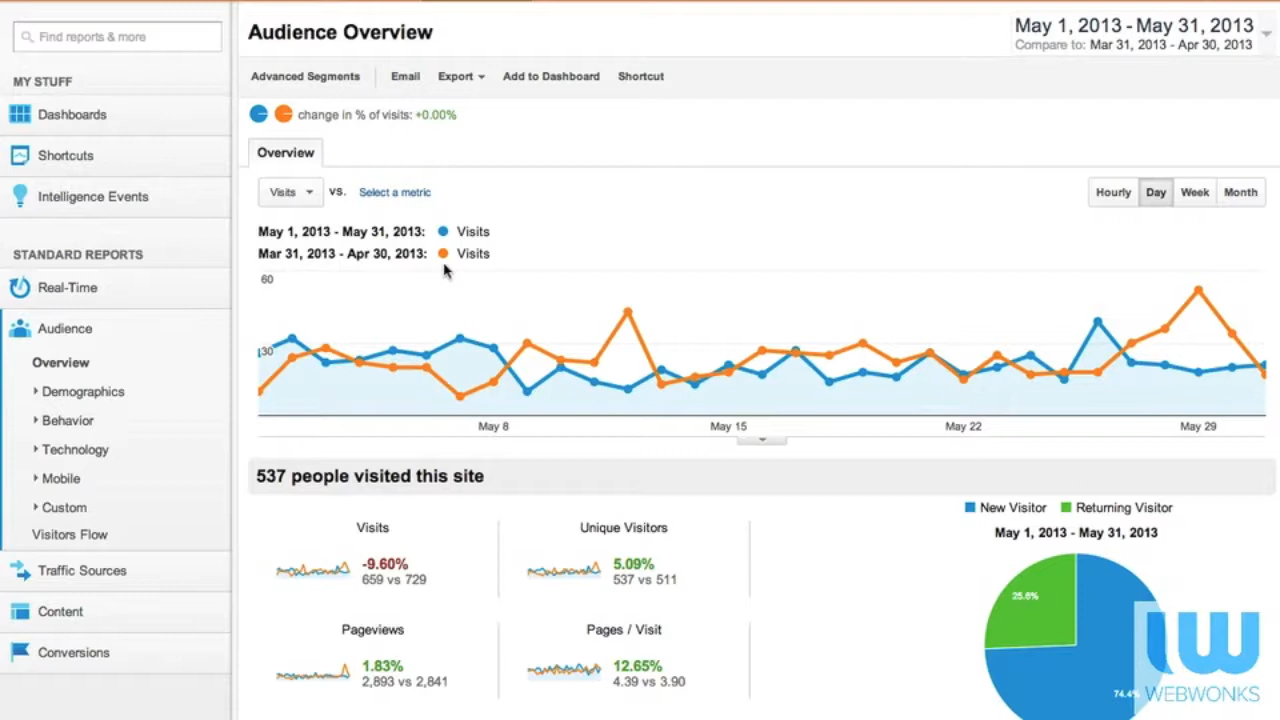 Find reports & more
MY STUFF
Dashboards
Shortcuts
Intelligence Events
STANDARD REPORTS
Real-Time
Audience
Overview
Demographics
Behavior
Technology
Mobile
Custom
Visitors Flow
Traffic Sources
Content
Conversions
Audience Overview
May 1, 2013 - May 31, 2013
Compare to: Mar 31, 2013 - Apr 30, 2013
Advanced Segments Email Export Add to Dashboard Shortcut
change in % of visits: +0.00%
Overview
Visits vs. Select a metric
Hourly Day Week Month
May 1, 2013 - May 31, 2013: Visits
Mar 31, 2013 - Apr 30, 2013: Visits
60
30
May 8 May 15 May 22 May 29
537 people visited this site
Visits
-9.60%
659 vs 729
Unique Visitors
5.09%
537 vs 511
Pageviews
1.83%
2,893 vs 2,841
Pages / Visit
12.65%
4.39 vs 3.90
New Visitor Returning Visitor
May 1, 2013 - May 31, 2013
25.6%
74.4%
WEBWONKS